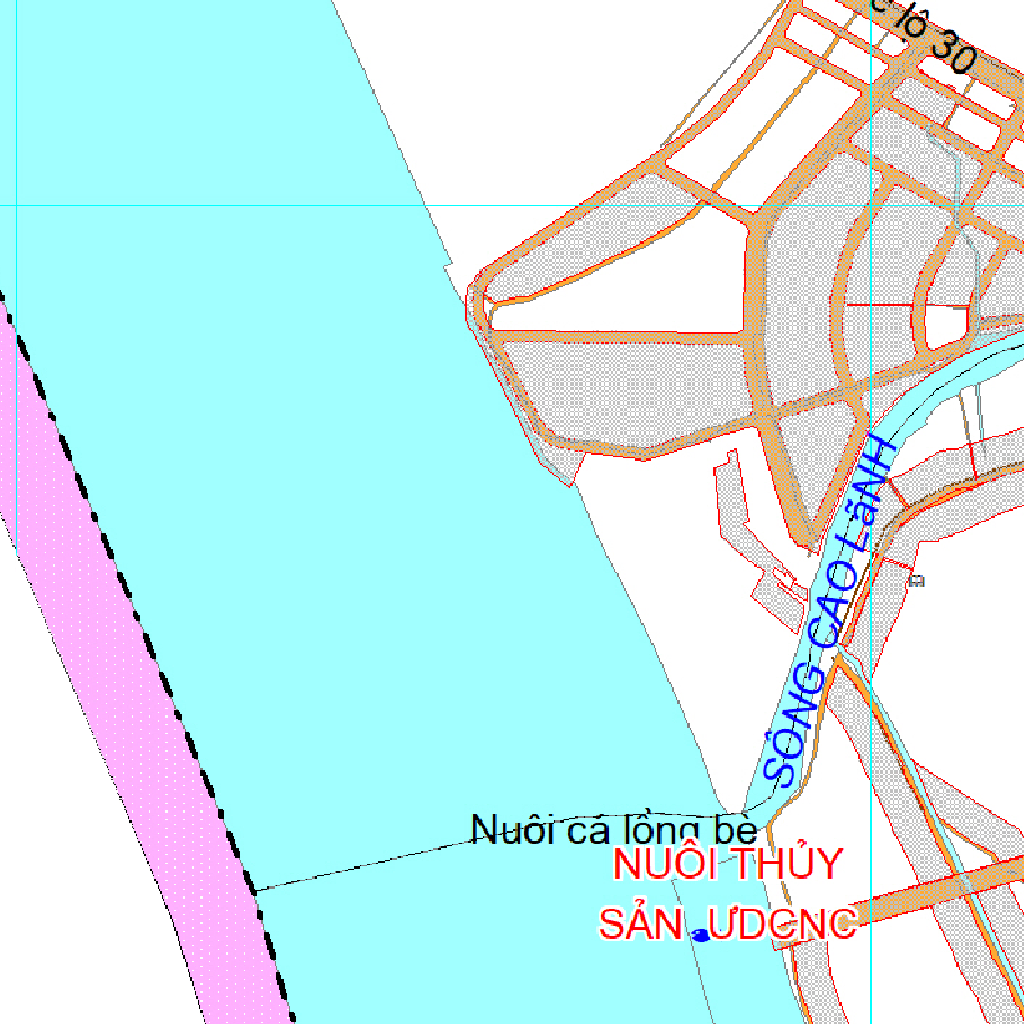 lộ 30
SÔNG CAO LãNH
Nuôi cá lồng bè
NUÔI THỦY
SẢN ƯDCNC